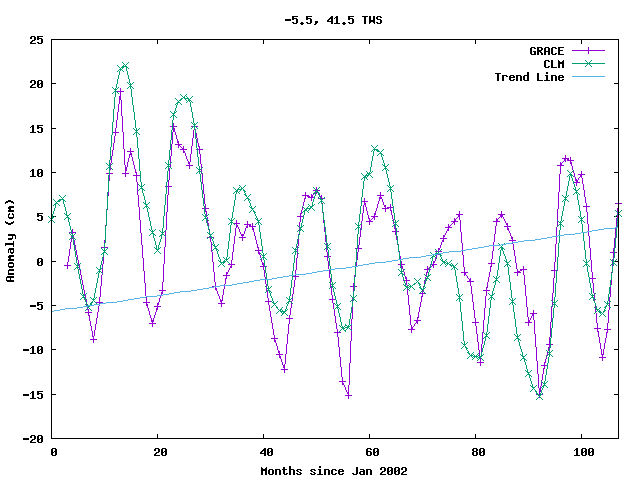 -5.5, 41.5 TWS
GRACE
CLM
Trend Line
25
20
15
10
5
0
-5
-10
-15
-20
Anomaly (cm)
0 20 40 60 80 100
Months since Jan 2002